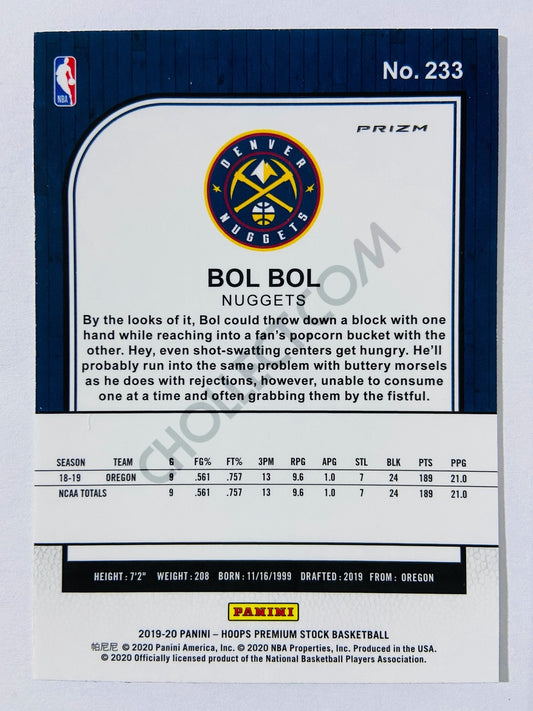 NBA
No. 233
PRIZM
DENVER
NUGGETS
BOL BOL
NUGGETS
By the looks of it, Bol could throw down a block with one
hand while reaching into a fan's popcorn bucket with the
other. Hey, even shot-swatting centers get hungry. He'll
probably run into the same problem with buttery morsels
as he does with rejections, however, unable to consume
one at a time and often grabbing them by the fistful.
CHOLLECT.COM
SEASON TEAM G FG% FT% 3PM RPG APG STL BLK PTS PPG
18-19 OREGON 9 .561 .757 13 9.6 1.0 7 24 189 21.0
NCAA TOTALS 9 .561 .757 13 9.6 1.0 7 24 189 21.0
HEIGHT: 7'2" WEIGHT: 208 BORN: 11/16/1999 DRAFTED: 2019 FROM: OREGON
PANINI
2019-20 PANINI – HOOPS PREMIUM STOCK BASKETBALL
帕尼尼 © 2020 Panini America, Inc. © 2020 NBA Properties, Inc. Produced in the USA.
© 2020 Officially licensed product of the National Basketball Players Association.